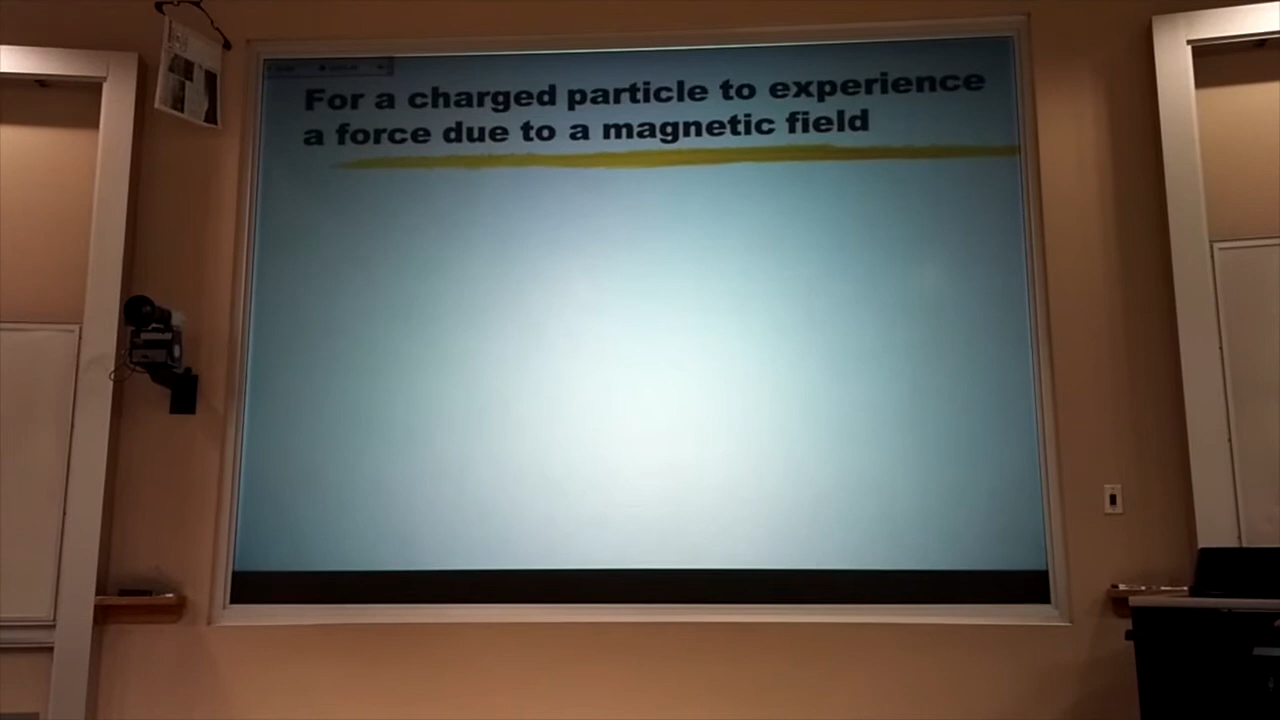 For a charged particle to experience
a force due to a magnetic field